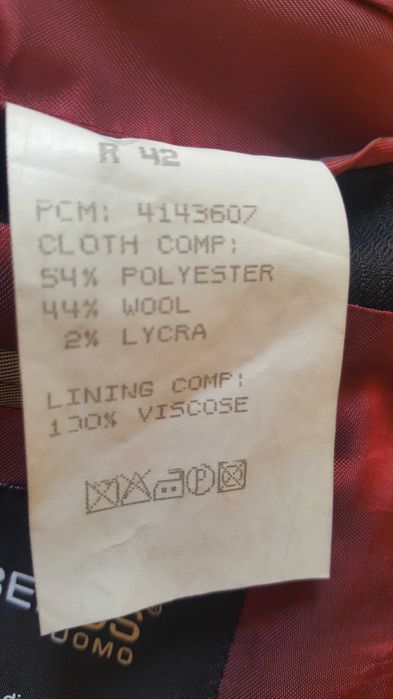 R 42
PCM: 4143607
CLOTH COMP:
54% POLYESTER
44% WOOL
2% LYCRA
LINING COMP:
100% VISCOSE
UOMO